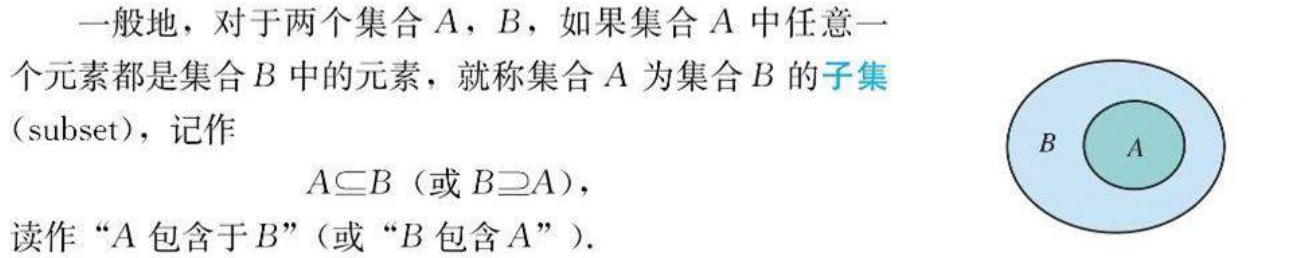 一般地，对于两个集合 A，B，如果集合 A 中任意一
个元素都是集合 B 中的元素，就称集合 A 为集合 B 的子集
（subset），记作
A⊆B（或 B⊇A），
读作“A 包含于 B”（或“B 包含 A”）.
B
A